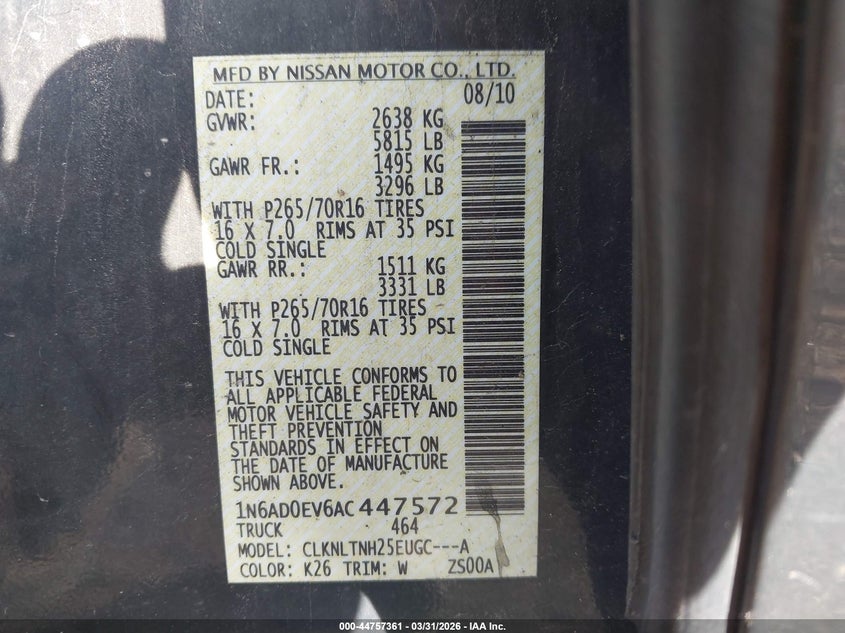 MFD BY NISSAN MOTOR CO., LTD.
DATE: 08/10
GVWR: 2638 KG
5815 LB
GAWR FR.: 1495 KG
3296 LB
WITH P265/70R16 TIRES
16 X 7.0 RIMS AT 35 PSI
COLD SINGLE
GAWR RR.: 1511 KG
3331 LB
WITH P265/70R16 TIRES
16 X 7.0 RIMS AT 35 PSI
COLD SINGLE
THIS VEHICLE CONFORMS TO
ALL APPLICABLE FEDERAL
MOTOR VEHICLE SAFETY AND
THEFT PREVENTION
STANDARDS IN EFFECT ON
THE DATE OF MANUFACTURE
SHOWN ABOVE.
1N6AD0EV6AC447572
TRUCK 464
MODEL: CLKNLTNH25EUGC---A
COLOR: K26 TRIM: W ZS00A
000-44757361 - 03/31/2026 - IAA Inc.